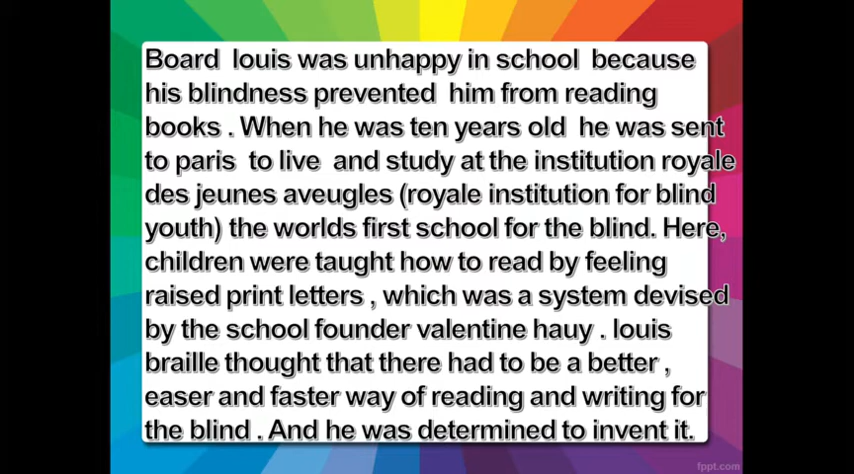 Board louis was unhappy in school because
his blindness prevented him from reading
books . When he was ten years old he was sent
to paris to live and study at the institution royale
des jeunes aveugles (royale institution for blind
youth) the worlds first school for the blind. Here,
children were taught how to read by feeling
raised print letters , which was a system devised
by the school founder valentine hauy . louis
braille thought that there had to be a better ,
easer and faster way of reading and writing for
the blind . And he was determined to invent it.
fppt.com